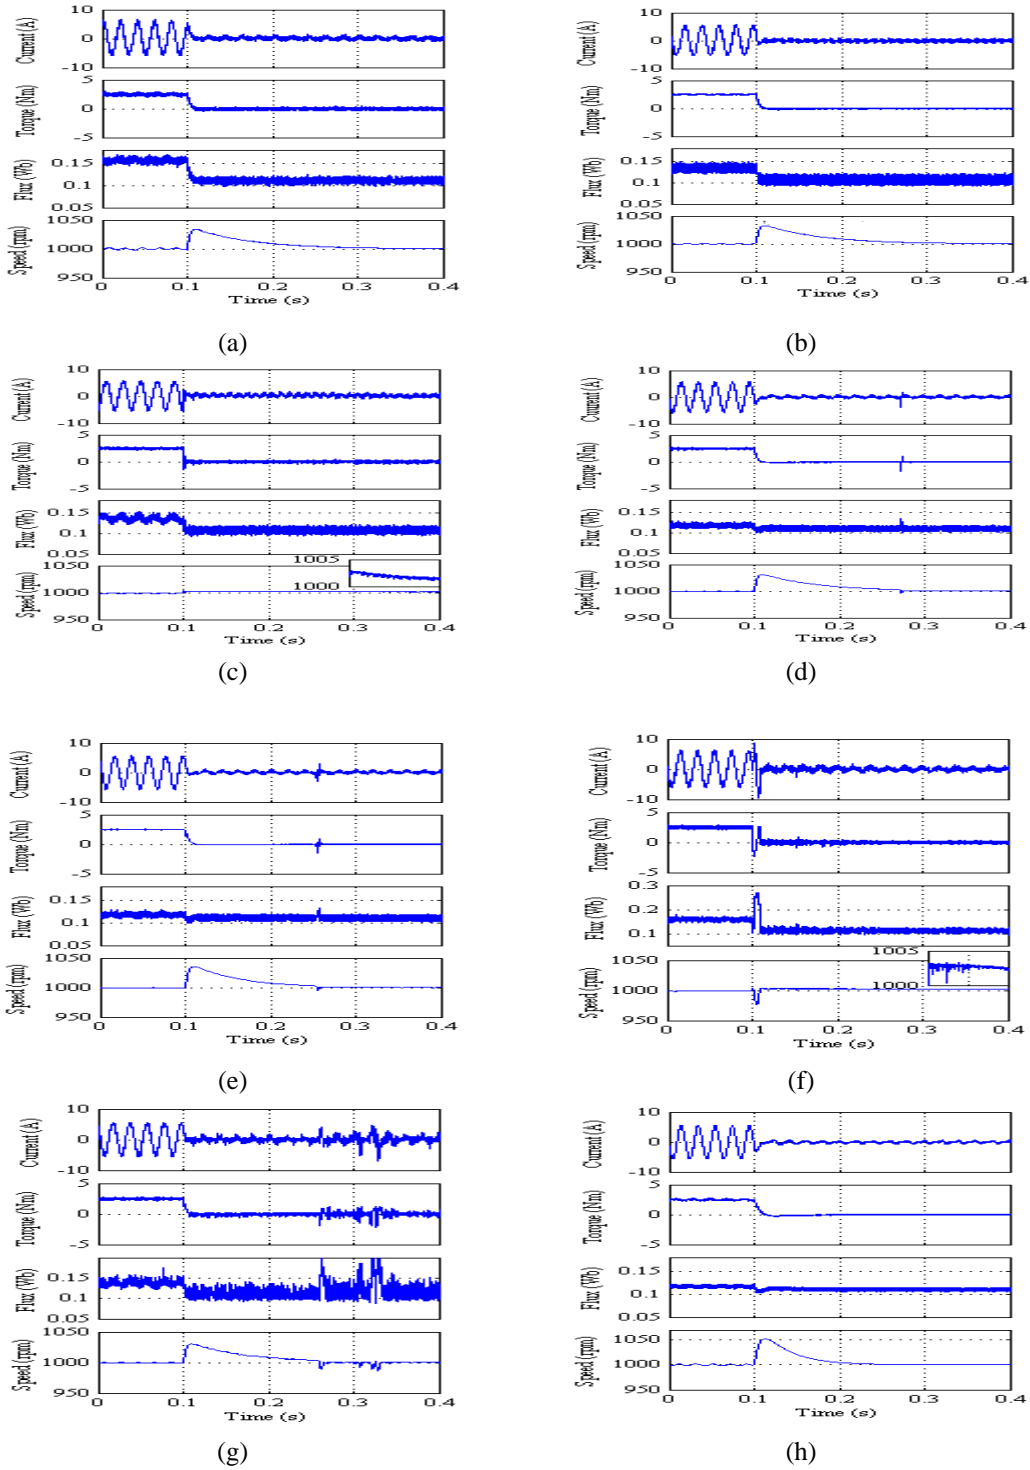 10
Current (A)
0
-10
5
Torque (Nm)
0
-5
0.15
Flux (Wb)
0.1
0.05
1050
Speed (rpm)
1000
950
0 0.1 0.2 0.3 0.4
Time (s)
(a)
10
Current (A)
0
-10
5
Torque (Nm)
0
-5
0.15
Flux (Wb)
0.1
0.05
1050
Speed (rpm)
1000
950
0 0.1 0.2 0.3 0.4
Time (s)
(b)
10
Current (A)
0
-10
5
Torque (Nm)
0
-5
0.15
Flux (Wb)
0.1
0.05
1005
1000
1050
Speed (rpm)
1000
950
0 0.1 0.2 0.3 0.4
Time (s)
(c)
10
Current (A)
0
-10
5
Torque (Nm)
0
-5
0.15
Flux (Wb)
0.1
0.05
1050
Speed (rpm)
1000
950
0 0.1 0.2 0.3 0.4
Time (s)
(d)
10
Current (A)
0
-10
5
Torque (Nm)
0
-5
0.15
Flux (Wb)
0.1
0.05
1050
Speed (rpm)
1000
950
0 0.1 0.2 0.3 0.4
Time (s)
(e)
10
Current (A)
0
-10
5
Torque (Nm)
0
-5
0.3
Flux (Wb)
0.2
0.1
1005
1000
1050
Speed (rpm)
1000
950
0 0.1 0.2 0.3 0.4
Time (s)
(f)
10
Current (A)
0
-10
5
Torque (Nm)
0
-5
0.15
Flux (Wb)
0.1
0.05
1050
Speed (rpm)
1000
950
0 0.1 0.2 0.3 0.4
Time (s)
(g)
10
Current (A)
0
-10
5
Torque (Nm)
0
-5
0.15
Flux (Wb)
0.1
0.05
1050
Speed (rpm)
1000
950
0 0.1 0.2 0.3 0.4
Time (s)
(h)